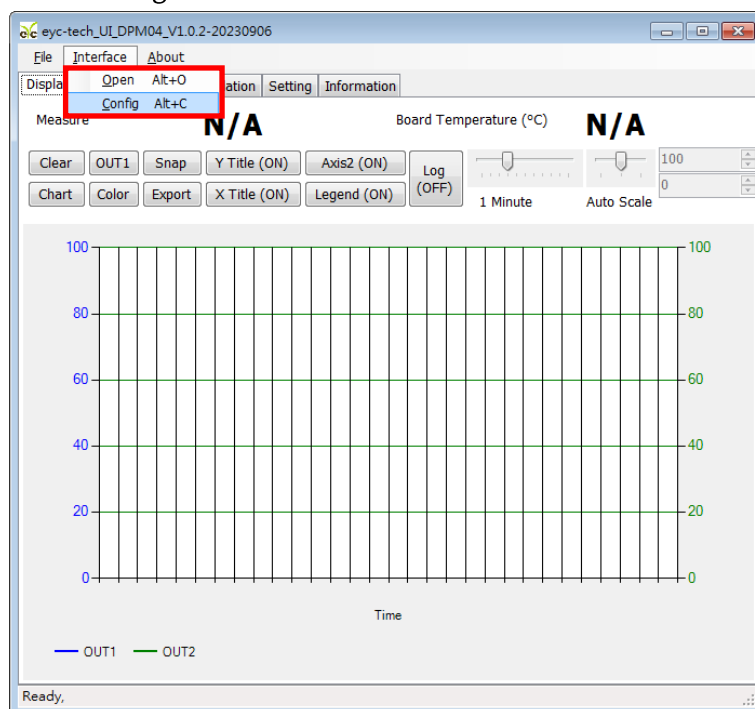 eyc-tech_UI_DPM04_V1.0.2-20230906
File Interface About
Open Alt+O
Config Alt+C
Setting Information
Measure N/A Board Temperature (°C) N/A
Clear OUT1 Snap Y Title (ON) Axis2 (ON) Log (OFF) 100
Chart Color Export X Title (ON) Legend (ON) 1 Minute Auto Scale 0
100 100
80 80
60 60
40 40
20 20
0 0
Time
OUT1 OUT2
Ready,